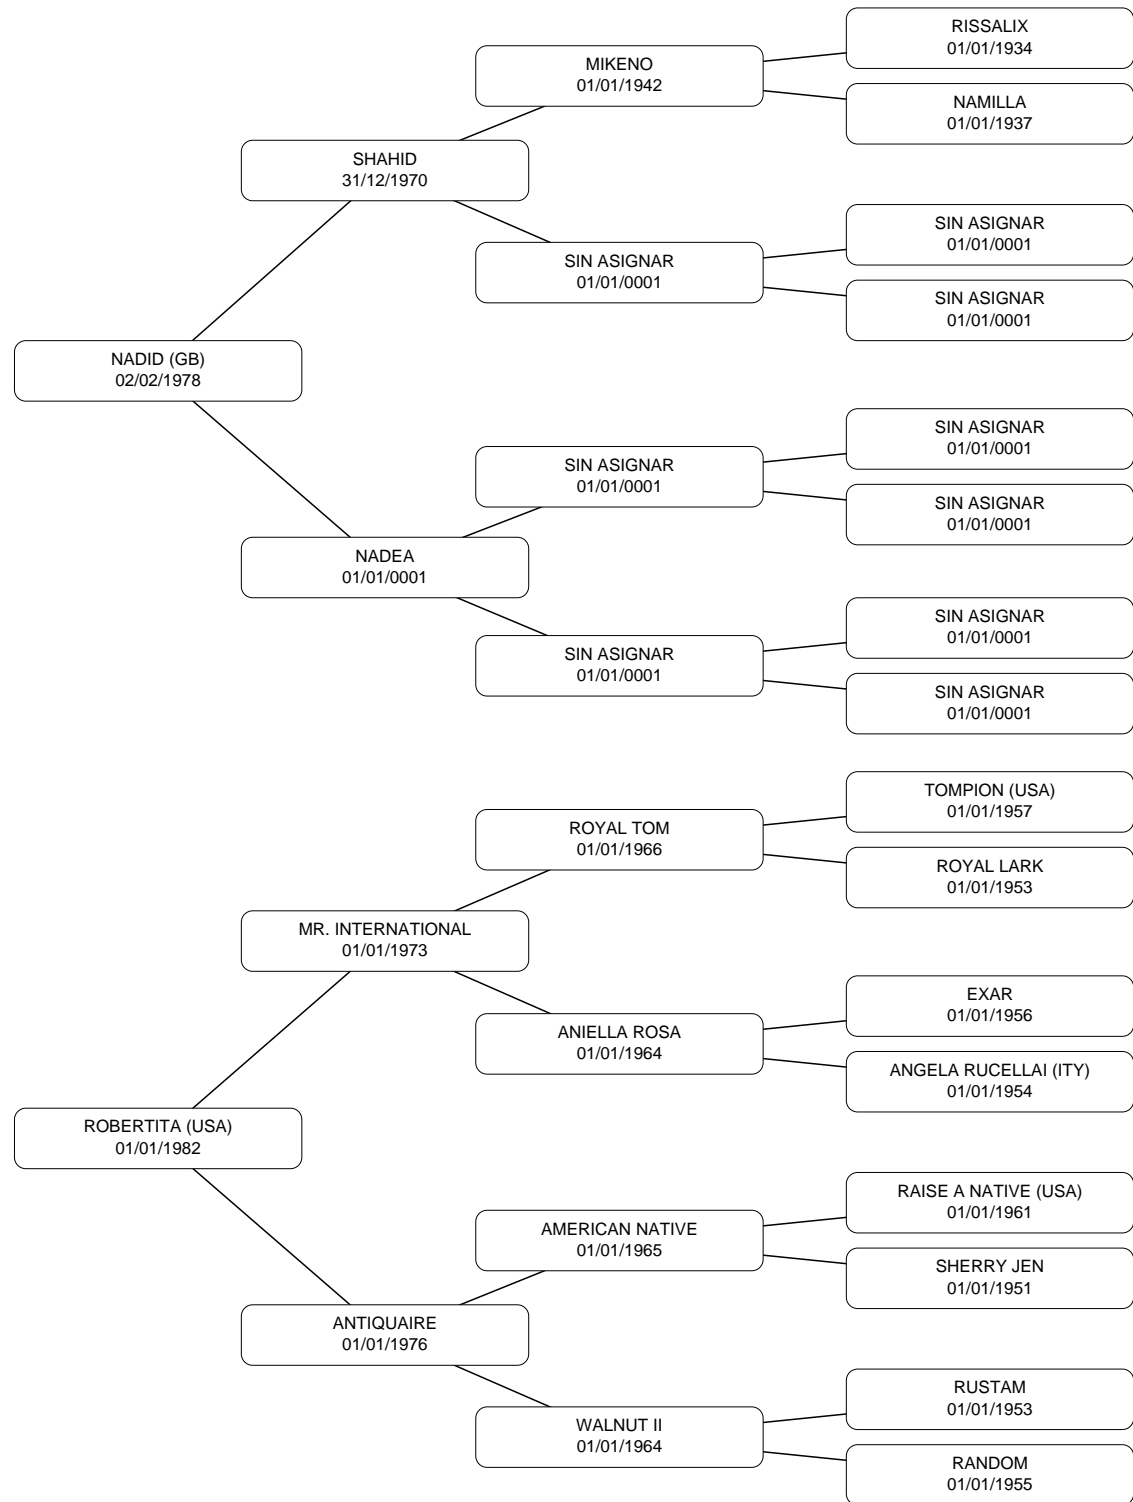 RISSALIX
01/01/1934
MIKENO
01/01/1942
NAMILLA
01/01/1937
SHAHID
31/12/1970
SIN ASIGNAR
01/01/0001
SIN ASIGNAR
01/01/0001
SIN ASIGNAR
01/01/0001
NADID (GB)
02/02/1978
SIN ASIGNAR
01/01/0001
SIN ASIGNAR
01/01/0001
SIN ASIGNAR
01/01/0001
NADEA
01/01/0001
SIN ASIGNAR
01/01/0001
SIN ASIGNAR
01/01/0001
SIN ASIGNAR
01/01/0001
TOMPION (USA)
01/01/1957
ROYAL TOM
01/01/1966
ROYAL LARK
01/01/1953
MR. INTERNATIONAL
01/01/1973
EXAR
01/01/1956
ANIELLA ROSA
01/01/1964
ANGELA RUCELLAI (ITY)
01/01/1954
ROBERTITA (USA)
01/01/1982
RAISE A NATIVE (USA)
01/01/1961
AMERICAN NATIVE
01/01/1965
SHERRY JEN
01/01/1951
ANTIQUAIRE
01/01/1976
RUSTAM
01/01/1953
WALNUT II
01/01/1964
RANDOM
01/01/1955